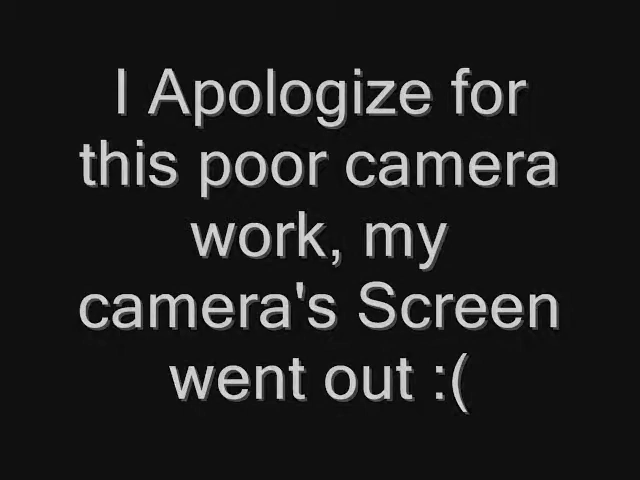 I Apologize for
this poor camera
work, my
camera's Screen
went out :(